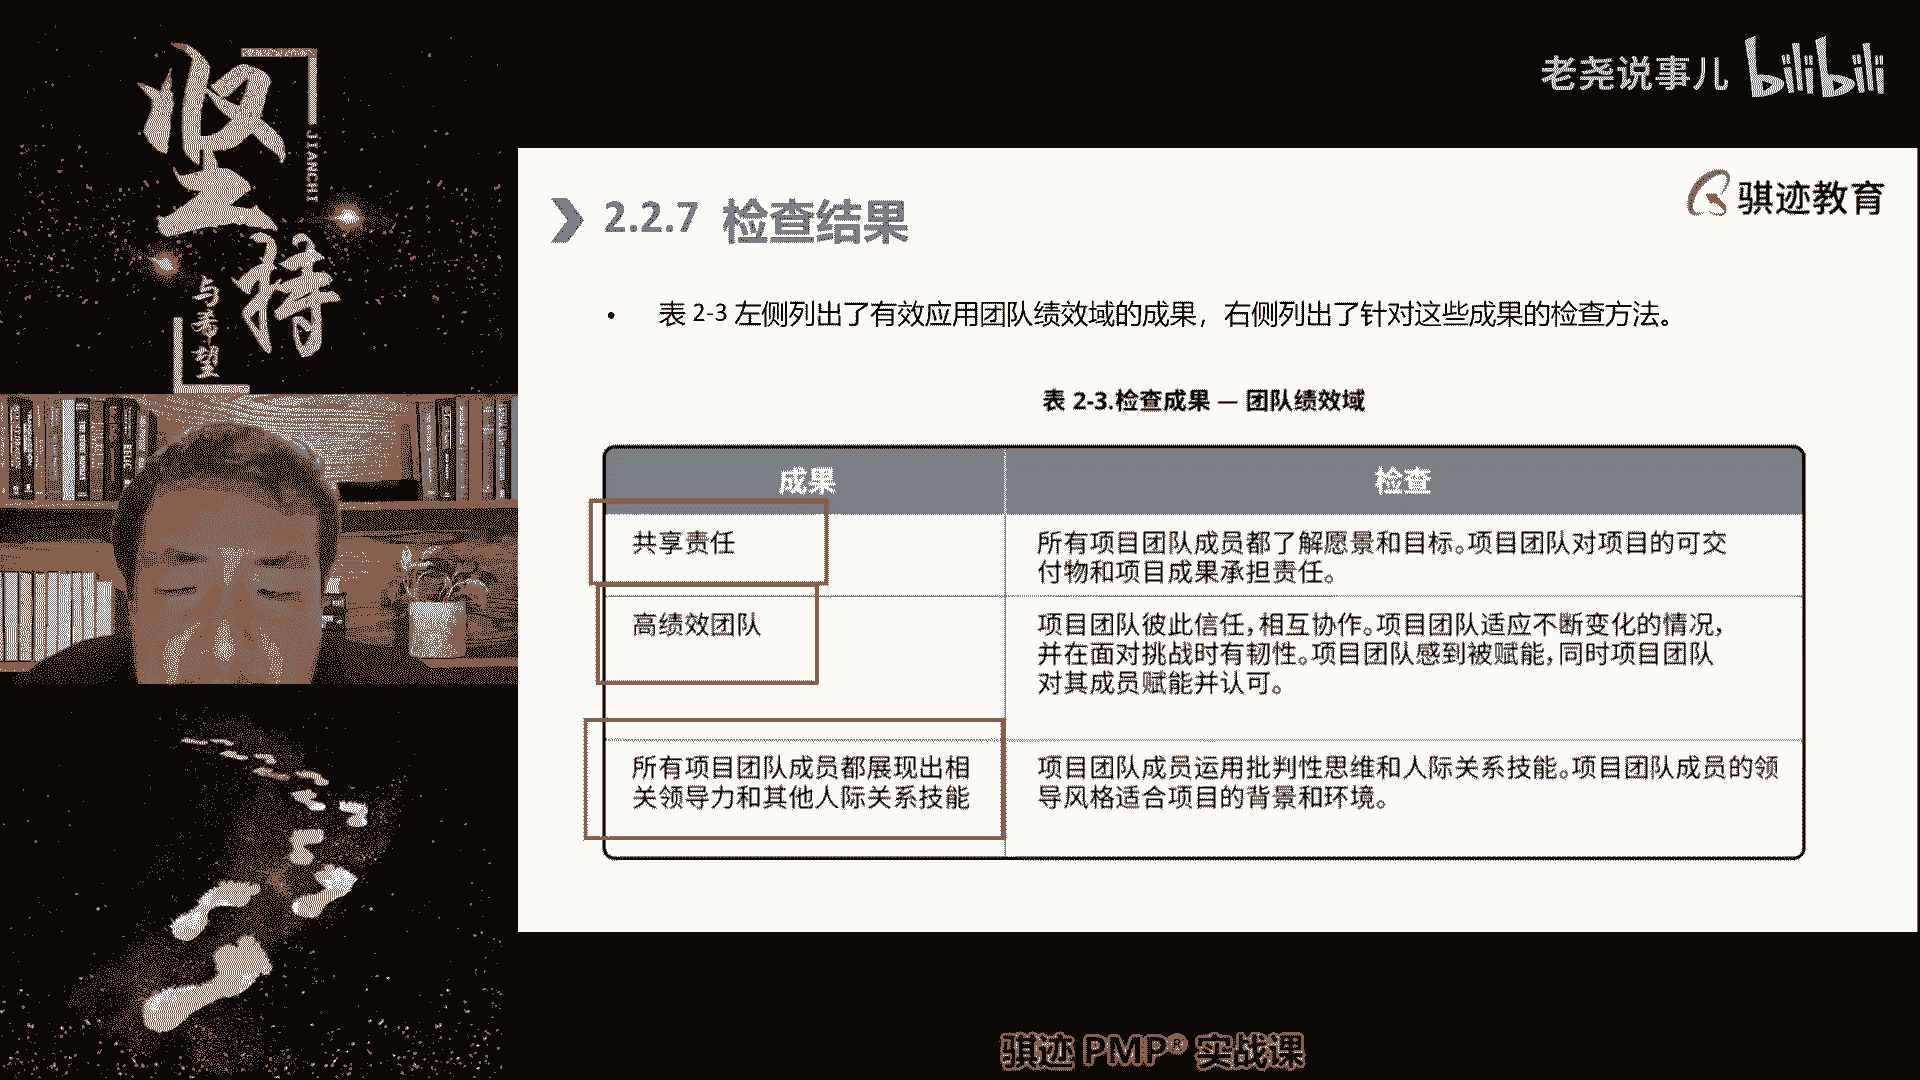 坚持
JIANCHI
与希望
老尧说事儿 bilibili
骐迹教育
2.2.7 检查结果
• 表 2-3 左侧列出了有效应用团队绩效域的成果，右侧列出了针对这些成果的检查方法。
表 2-3.检查成果 — 团队绩效域
成果 检查
共享责任
所有项目团队成员都了解愿景和目标。项目团队对项目的可交
付物和项目成果承担责任。
高绩效团队
项目团队彼此信任，相互协作。项目团队适应不断变化的情况，
并在面对挑战时有韧性。项目团队感到被赋能，同时项目团队
对其成员赋能并认可。
所有项目团队成员都展现出相
关领导力和其他人际关系技能
项目团队成员运用批判性思维和人际关系技能。项目团队成员的领
导风格适合项目的背景和环境。
骐迹 PMP® 实战课